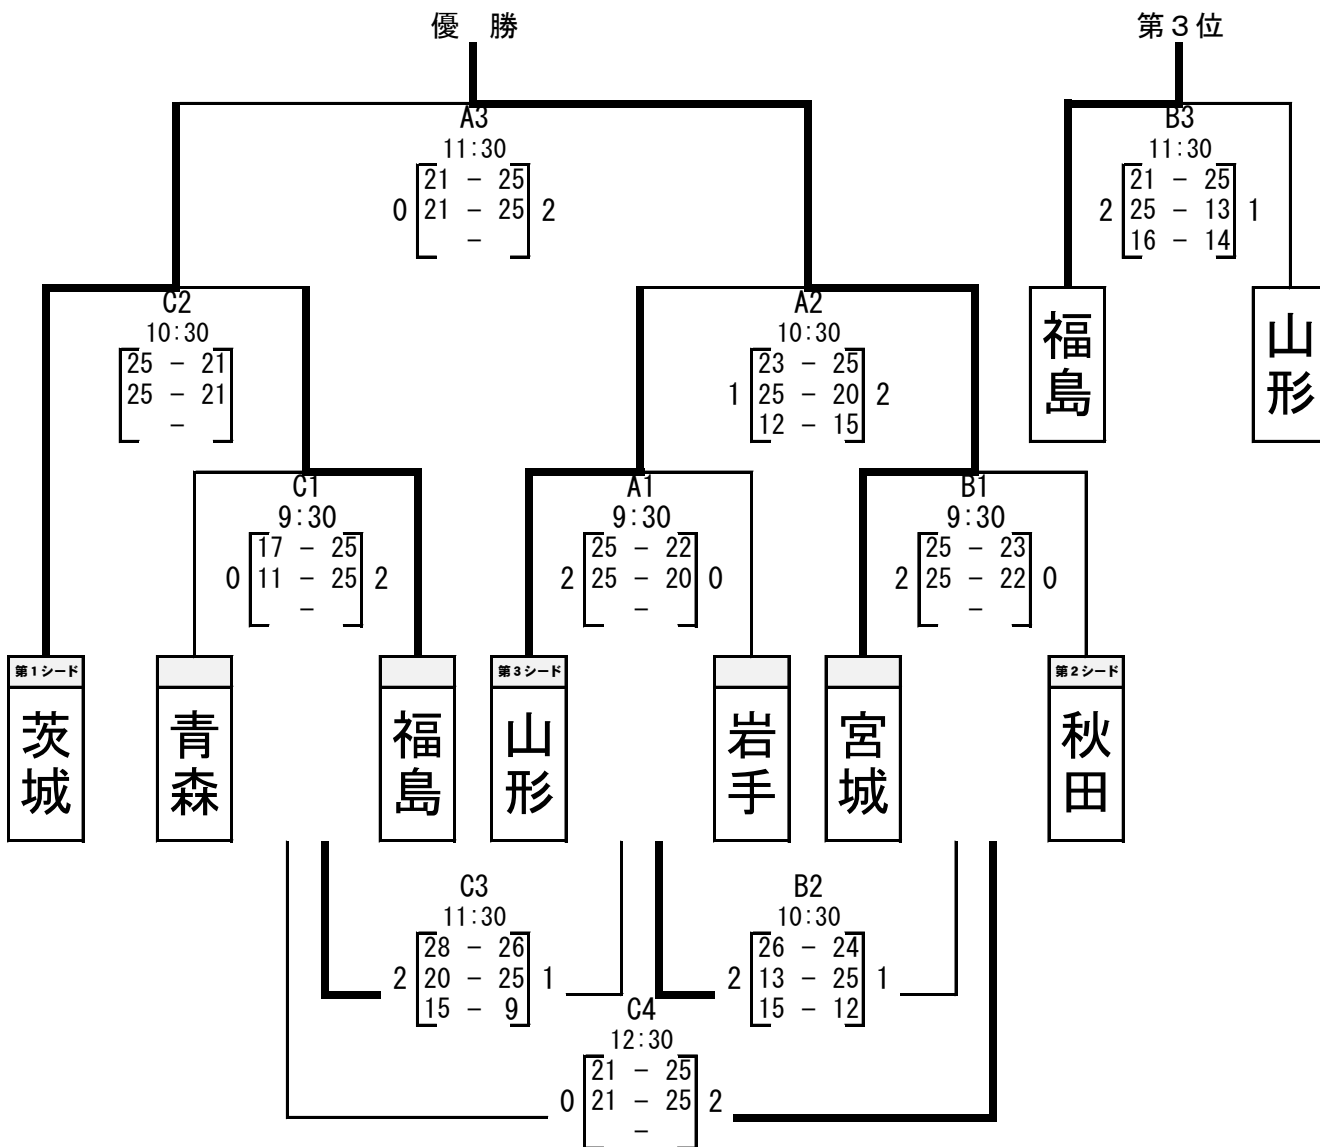 優　勝
第３位
A3
11:30
21 － 25
0 21 － 25 2
－
B3
11:30
21 － 25
2 25 － 13 1
16 － 14
C2
10:30
25 － 21
25 － 21
－
A2
10:30
23 － 25
1 25 － 20 2
12 － 15
福島
山形
C1
9:30
17 － 25
0 11 － 25 2
－
A1
9:30
25 － 22
2 25 － 20 0
－
B1
9:30
25 － 23
2 25 － 22 0
－
第１シード
第３シード
第２シード
茨城
青森
福島
山形
岩手
宮城
秋田
C3
11:30
28 － 26
2 20 － 25 1
15 － 9
B2
10:30
26 － 24
2 13 － 25 1
15 － 12
C4
12:30
21 － 25
0 21 － 25 2
－